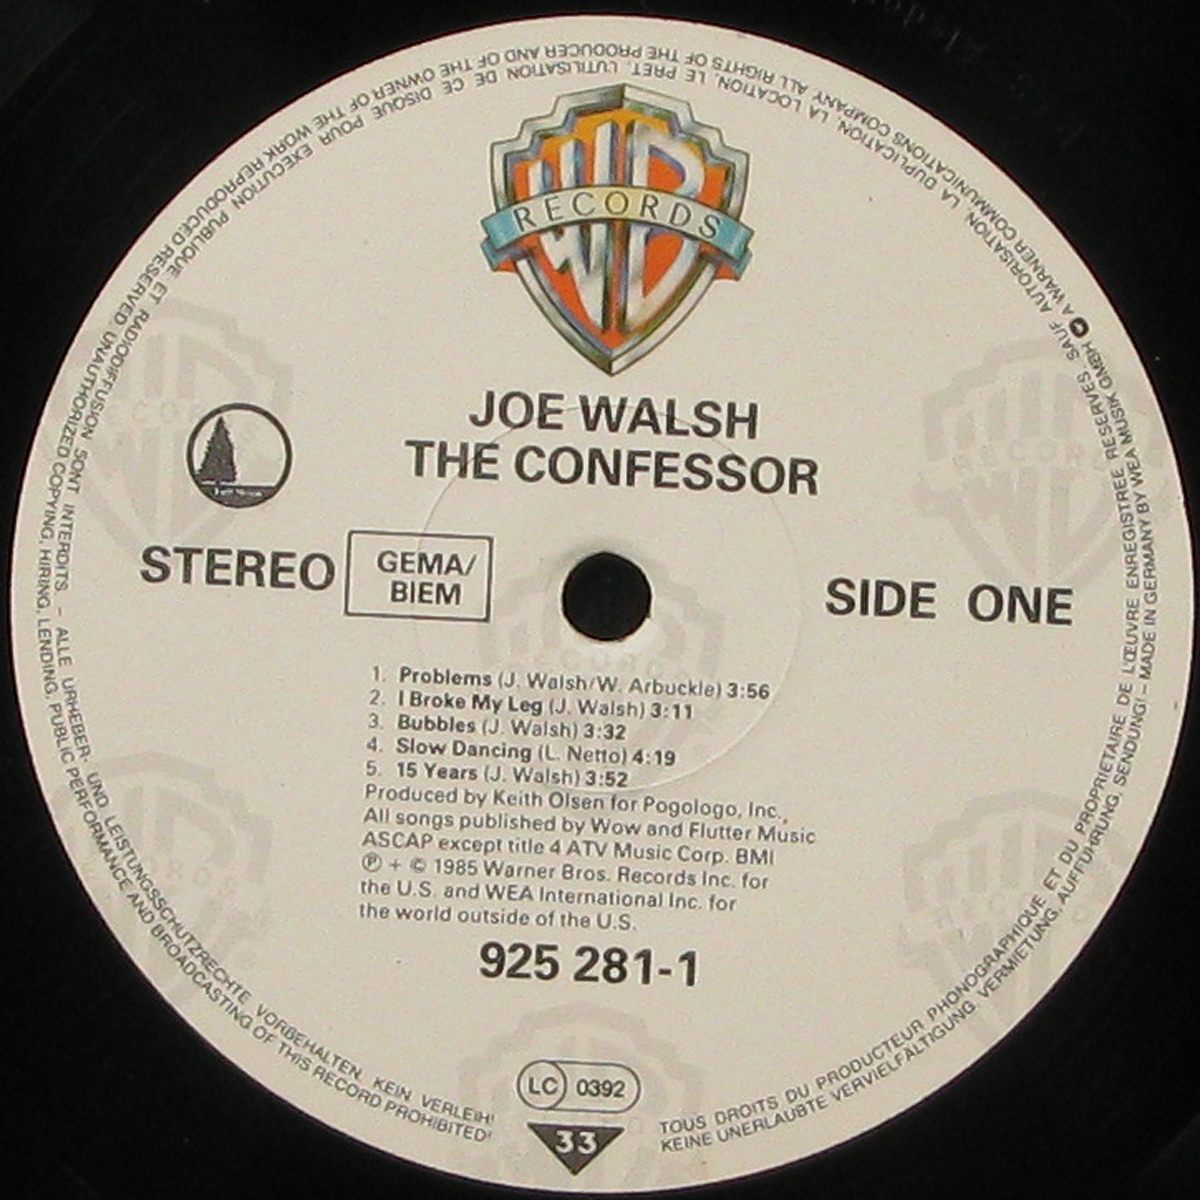 WB
RECORDS
JOE WALSH
THE CONFESSOR
STEREO
GEMA/
BIEM
SIDE ONE
1. Problems (J. Walsh/W. Arbuckle) 3:56
2. I Broke My Leg (J. Walsh) 3:11
3. Bubbles (J. Walsh) 3:32
4. Slow Dancing (L. Netto) 4:19
5. 15 Years (J. Walsh) 3:52
Produced by Keith Olsen for Pogologo, Inc.,
All songs published by Wow and Flutter Music
ASCAP except title 4 ATV Music Corp. BMI
℗ + © 1985 Warner Bros. Records Inc. for
the U.S. and WEA International Inc. for
the world outside of the U.S.
925 281-1
LC 0392
33
TOUS DROITS DU PRODUCTEUR PHONOGRAPHIQUE ET DU PROPRIETAIRE DE L'ŒUVRE ENREGISTREE RESERVES. SAUF AUTORISATION, LA DUPLICATION, LA LOCATION, LE PRET, L'UTILISATION DE CE DISQUE POUR EXECUTION PUBLIQUE ET RADIODIFFUSION SONT INTERDITS. – ALLE URHEBER- UND LEISTUNGSSCHUTZRECHTE VORBEHALTEN. KEIN VERLEIH!
KEINE UNERLAUBTE VERVIELFÄLTIGUNG, VERMIETUNG, AUFFÜHRUNG, SENDUNG! – MADE IN GERMANY BY WEA MUSIK GMBH A WARNER COMMUNICATIONS COMPANY ALL RIGHTS OF THE PRODUCER AND OF THE OWNER OF THE WORK REPRODUCED RESERVED. UNAUTHORIZED COPYING, HIRING, LENDING, PUBLIC PERFORMANCE AND BROADCASTING OF THIS RECORD PROHIBITED!